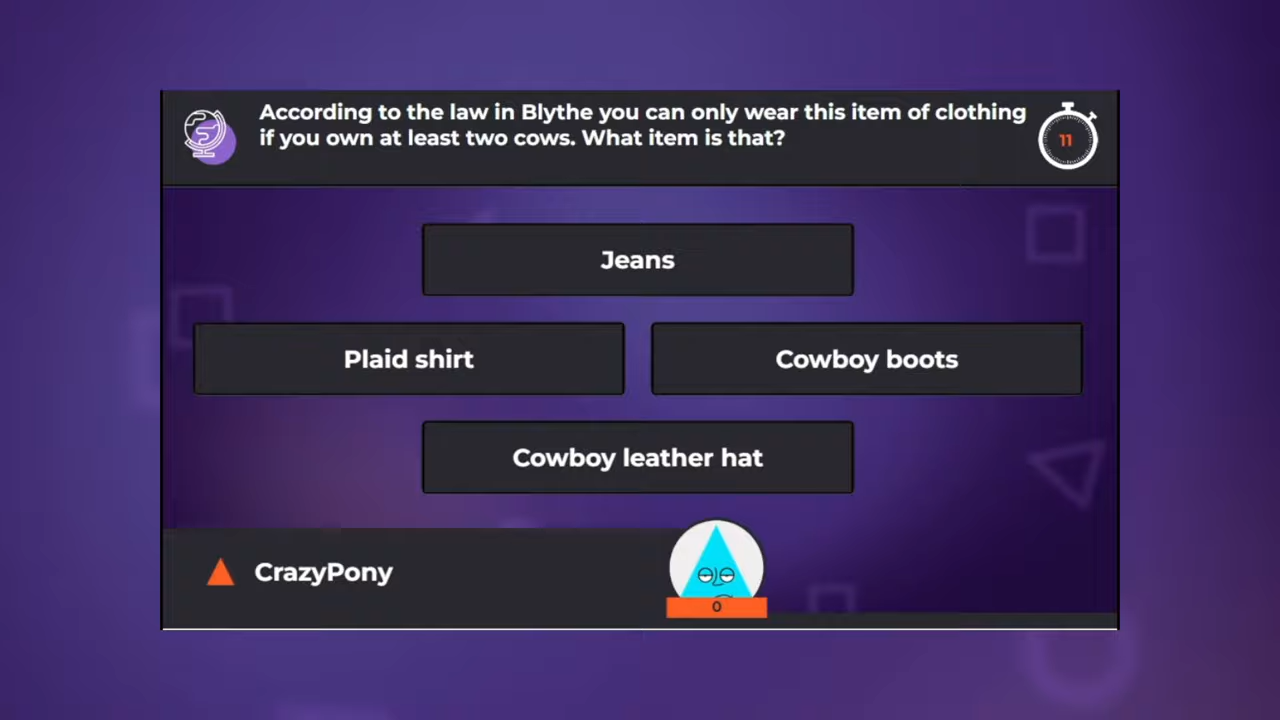 According to the law in Blythe you can only wear this item of clothing
if you own at least two cows. What item is that?
11
Jeans
Plaid shirt
Cowboy boots
Cowboy leather hat
CrazyPony
0